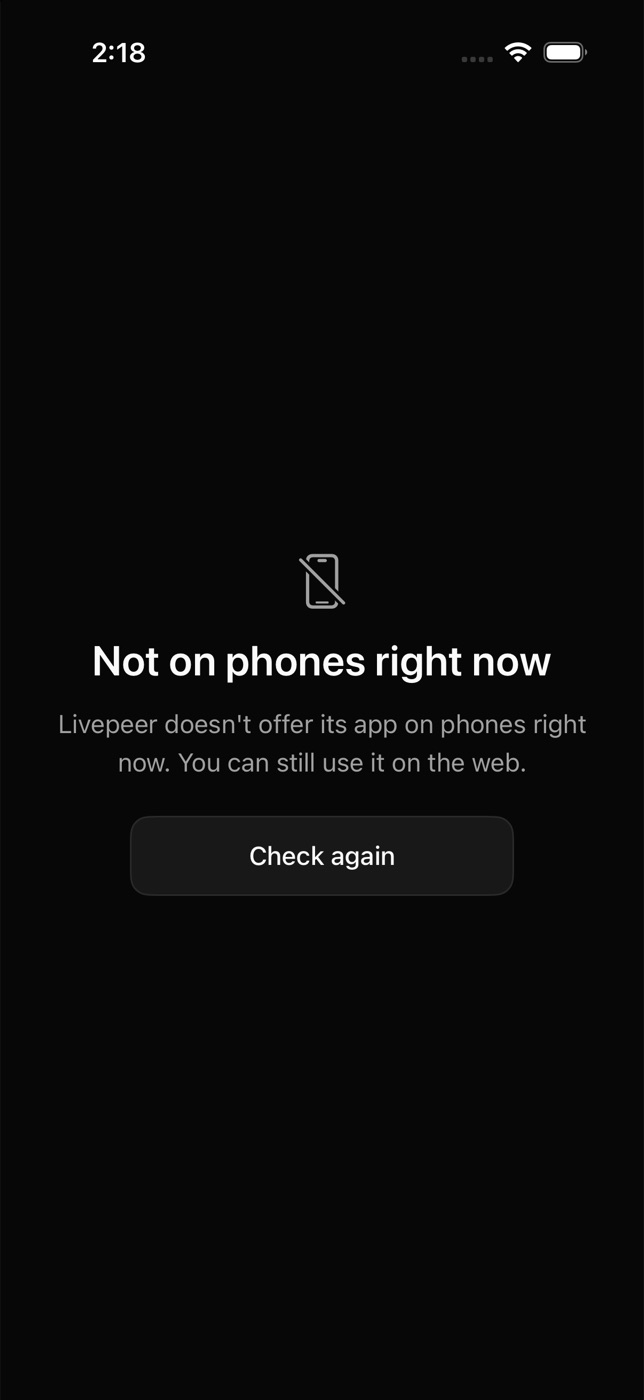 2:18
Not on phones right now
Livepeer doesn't offer its app on phones right
now. You can still use it on the web.
Check again